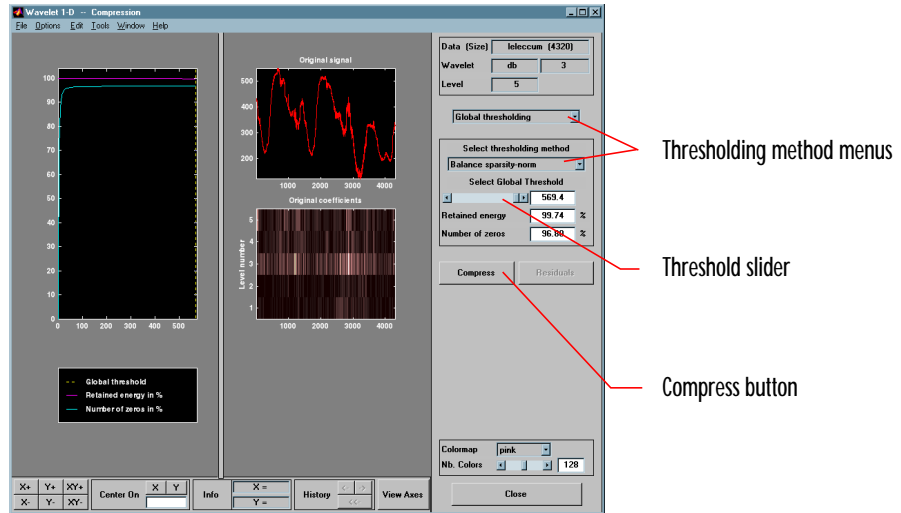 Wavelet 1-D -- Compression
File Options Edit Tools Window Help
100
90
80
70
60
50
40
30
20
10
0
0 100 200 300 400 500
Global threshold
Retained energy in %
Number of zeros in %
Original signal
500
400
300
200
1000 2000 3000 4000
Original coefficients
Level number
5
4
3
2
1
1000 2000 3000 4000
Data (Size) leleccum (4320)
Wavelet db 3
Level 5
Global thresholding
Select thresholding method
Balance sparsity-norm
Select Global Threshold
569.4
Retained energy 99.74 %
Number of zeros 96.80 %
Compress Residuals
Colormap pink
Nb. Colors 128
Close
X+ Y+ XY+
X- Y- XY-
Center On X Y
Info X =
Y =
History <- ->
<<-
View Axes
Thresholding method menus
Threshold slider
Compress button